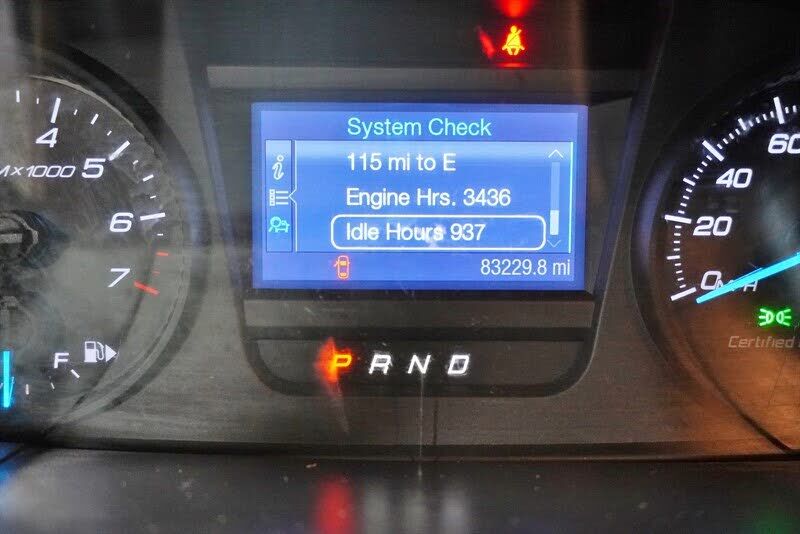 System Check
115 mi to E
Engine Hrs. 3436
Idle Hours 937
83229.8 mi
i
4
5
6
7
x1000
F
P R N D
0
20
40
60
MPH
Certified